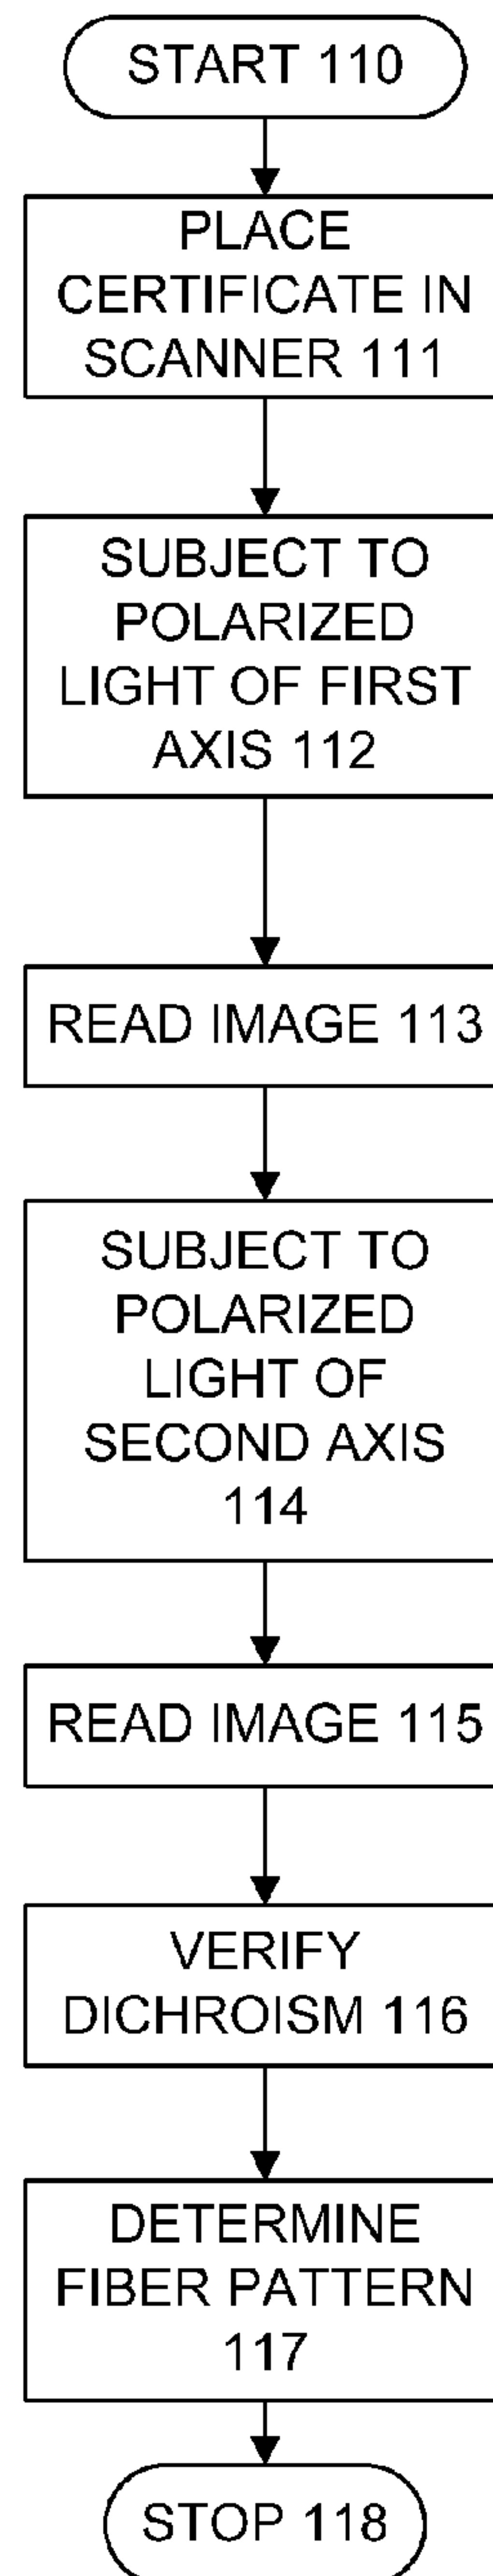 START 110
PLACE
CERTIFICATE IN
SCANNER 111
SUBJECT TO
POLARIZED
LIGHT OF FIRST
AXIS 112
READ IMAGE 113
SUBJECT TO
POLARIZED
LIGHT OF
SECOND AXIS
114
READ IMAGE 115
VERIFY
DICHROISM 116
DETERMINE
FIBER PATTERN
117
STOP 118